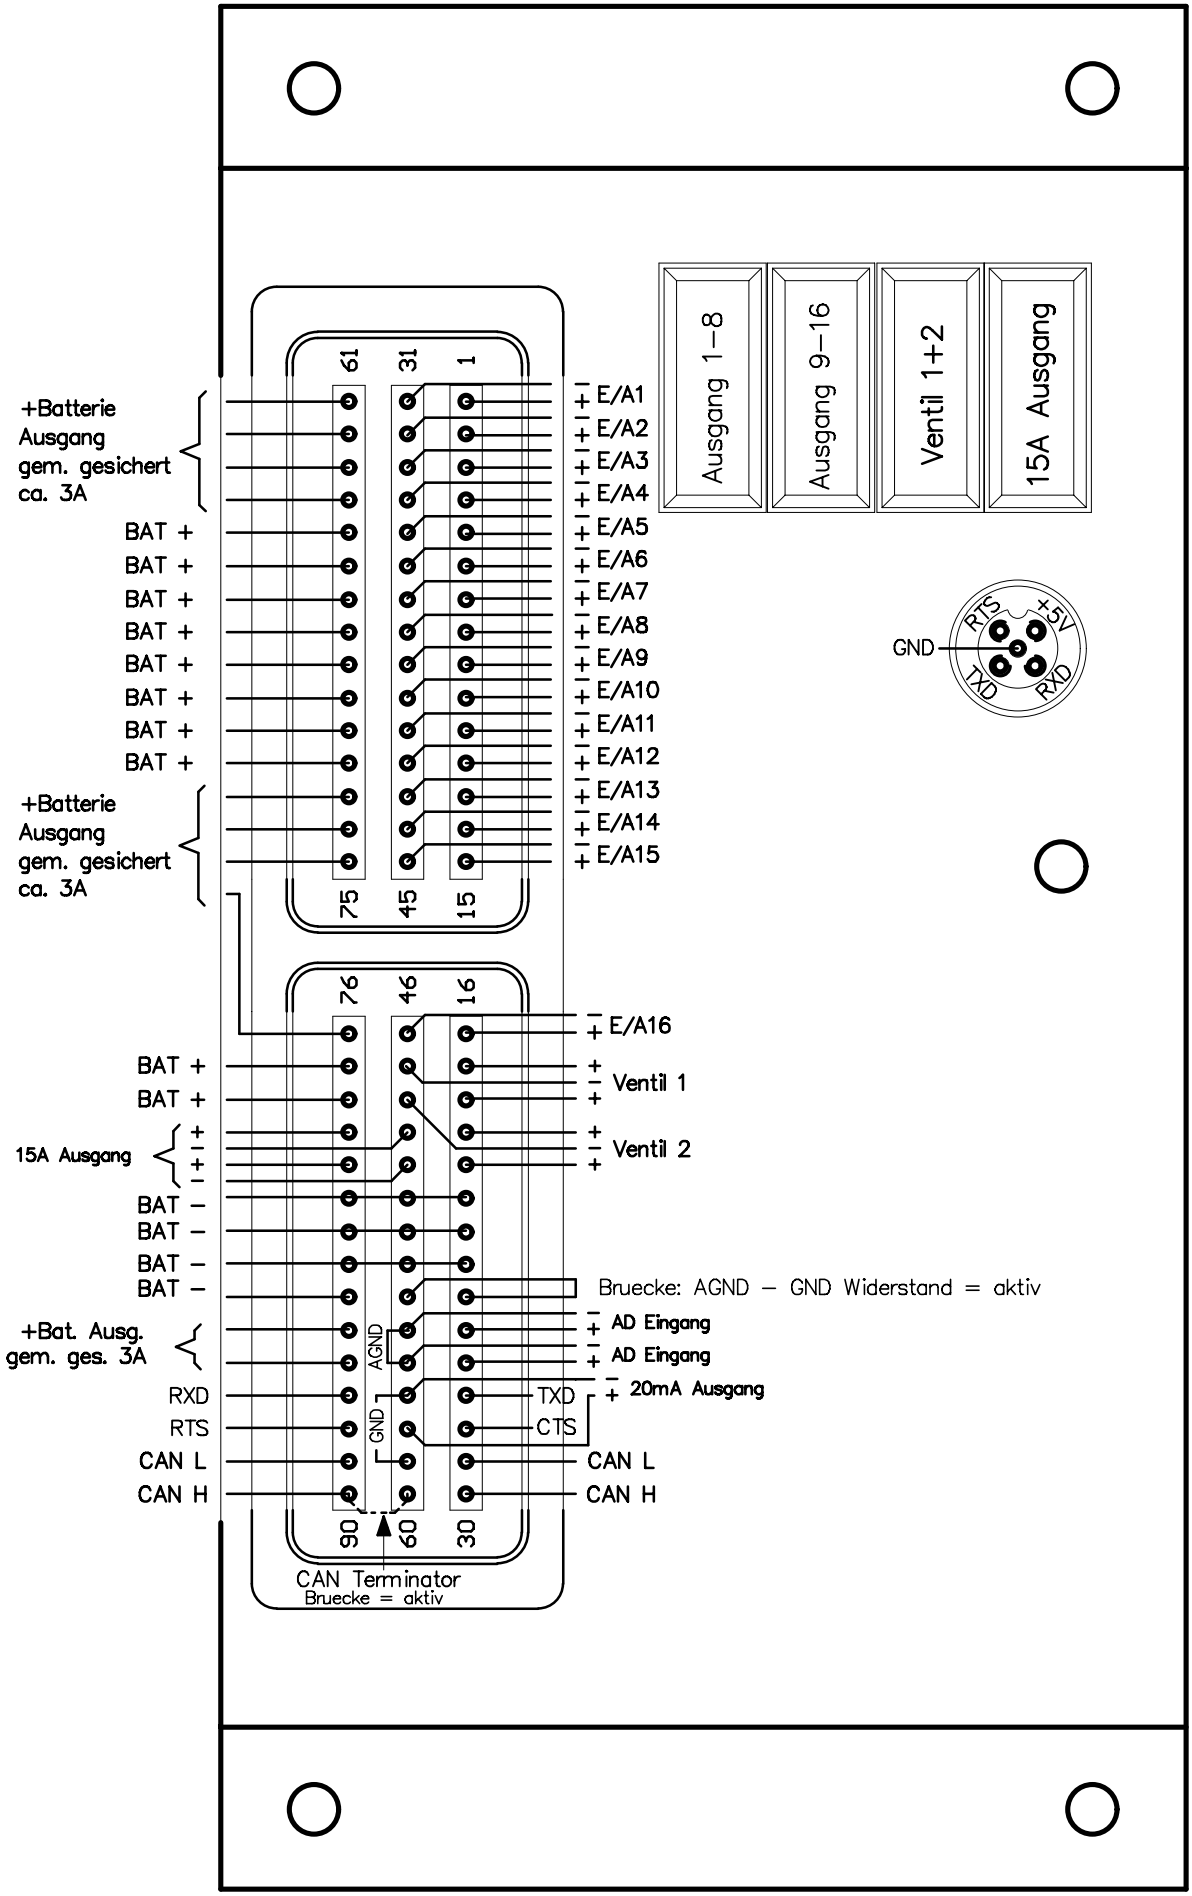 61 31 1
+Batterie
Ausgang
gem. gesichert
ca. 3A
BAT +
BAT +
BAT +
BAT +
BAT +
BAT +
BAT +
BAT +
+Batterie
Ausgang
gem. gesichert
ca. 3A
− + E/A1
− + E/A2
− + E/A3
− + E/A4
− + E/A5
− + E/A6
− + E/A7
− + E/A8
− + E/A9
− + E/A10
− + E/A11
− + E/A12
− + E/A13
− + E/A14
− + E/A15
75 45 15
Ausgang 1−8
Ausgang 9−16
Ventil 1+2
15A Ausgang
RTS
+5V
GND
TXD
RXD
76 46 16
− + E/A16
BAT +
BAT +
+
− Ventil 1
+
15A Ausgang
+
−
+
−
+
− Ventil 2
+
BAT −
BAT −
BAT −
BAT −
Bruecke: AGND − GND Widerstand = aktiv
+Bat. Ausg.
gem. ges. 3A
AGND
− + AD Eingang
− + AD Eingang
− + 20mA Ausgang
RXD
TXD
GND
RTS
CTS
CAN L
CAN L
CAN H
CAN H
90 60 30
CAN Terminator
Bruecke = aktiv